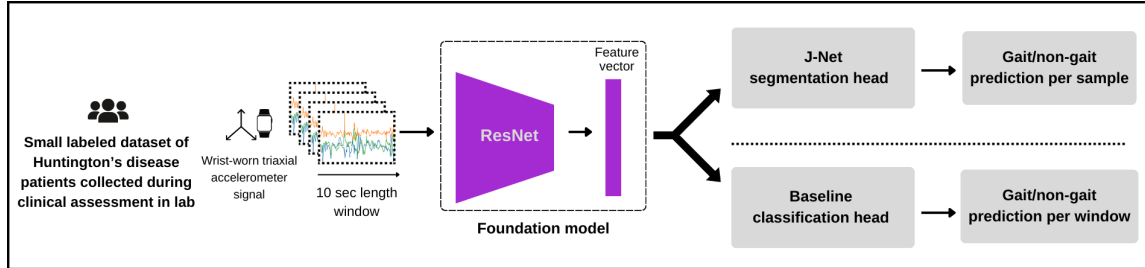 Small labeled dataset of
Huntington's disease
patients collected during
clinical assessment in lab
Wrist-worn triaxial
accelerometer
signal
10 sec length
window
ResNet
Feature
vector
Foundation model
J-Net
segmentation head
Gait/non-gait
prediction per sample
Baseline
classification head
Gait/non-gait
prediction per window